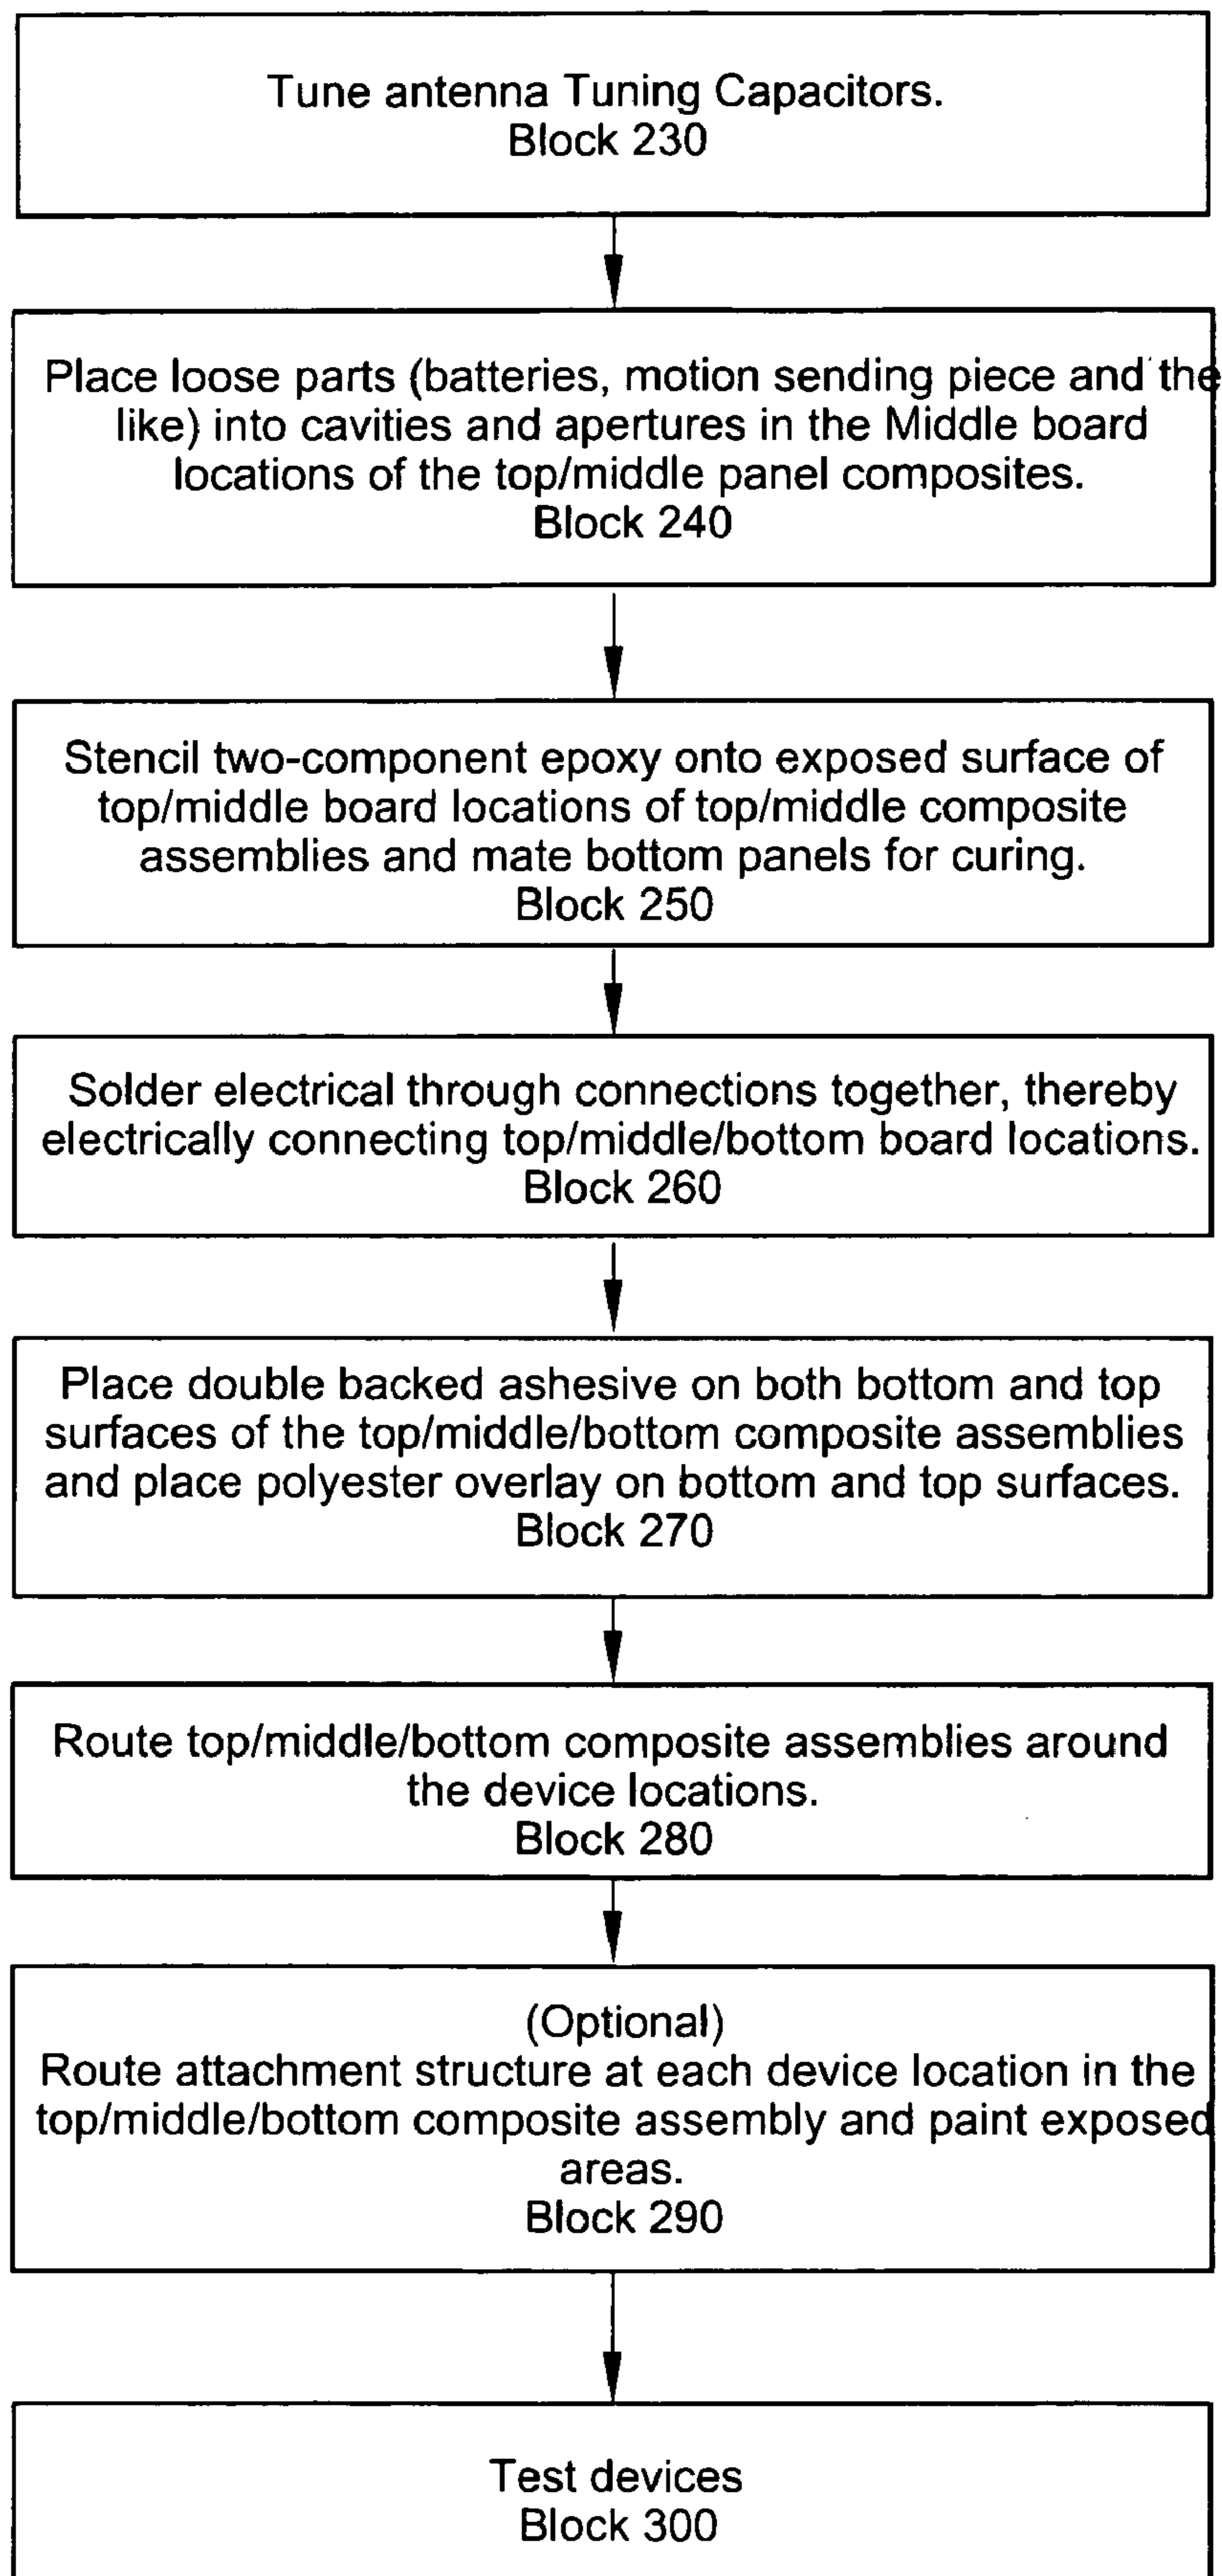 Tune antenna Tuning Capacitors.
Block 230
Place loose parts (batteries, motion sending piece and the
like) into cavities and apertures in the Middle board
locations of the top/middle panel composites.
Block 240
Stencil two-component epoxy onto exposed surface of
top/middle board locations of top/middle composite
assemblies and mate bottom panels for curing.
Block 250
Solder electrical through connections together, thereby
electrically connecting top/middle/bottom board locations.
Block 260
Place double backed ashesive on both bottom and top
surfaces of the top/middle/bottom composite assemblies
and place polyester overlay on bottom and top surfaces.
Block 270
Route top/middle/bottom composite assemblies around
the device locations.
Block 280
(Optional)
Route attachment structure at each device location in the
top/middle/bottom composite assembly and paint exposed
areas.
Block 290
Test devices
Block 300